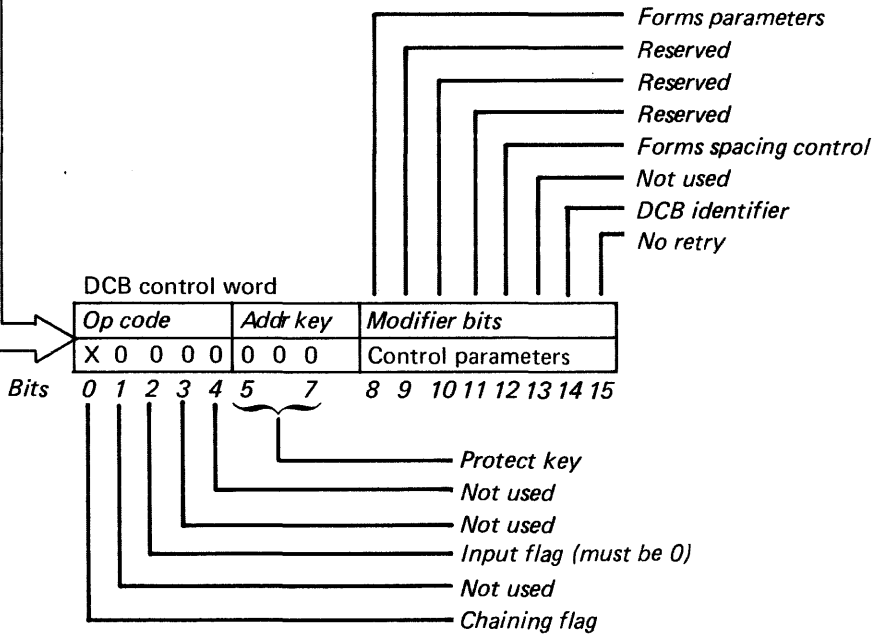 Forms parameters
Reserved
Reserved
Reserved
Forms spacing control
Not used
DCB identifier
No retry
DCB control word
Op code Addr key Modifier bits
X 0 0 0 0 0 0 0 Control parameters
Bits 0 1 2 3 4 5 7 8 9 10 11 12 13 14 15
Protect key
Not used
Not used
Input flag (must be 0)
Not used
Chaining flag